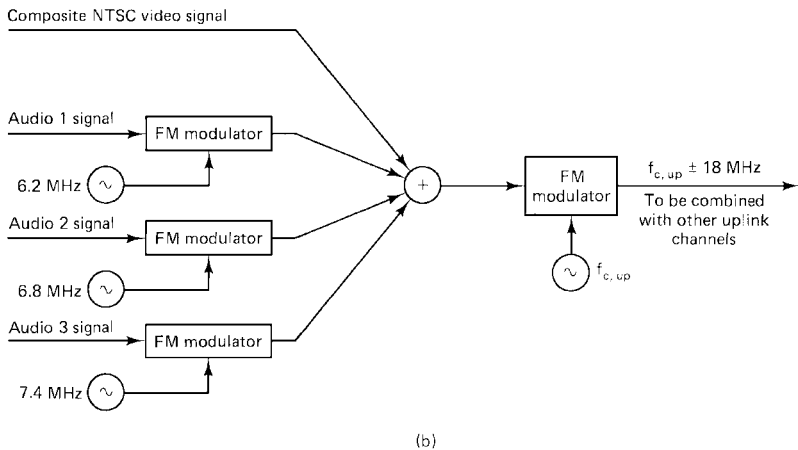 Composite NTSC video signal
Audio 1 signal
FM modulator
6.2 MHz
Audio 2 signal
FM modulator
6.8 MHz
Audio 3 signal
FM modulator
7.4 MHz
+
FM
modulator
f_c, up
f_c, up ± 18 MHz
To be combined
with other uplink
channels
(b)